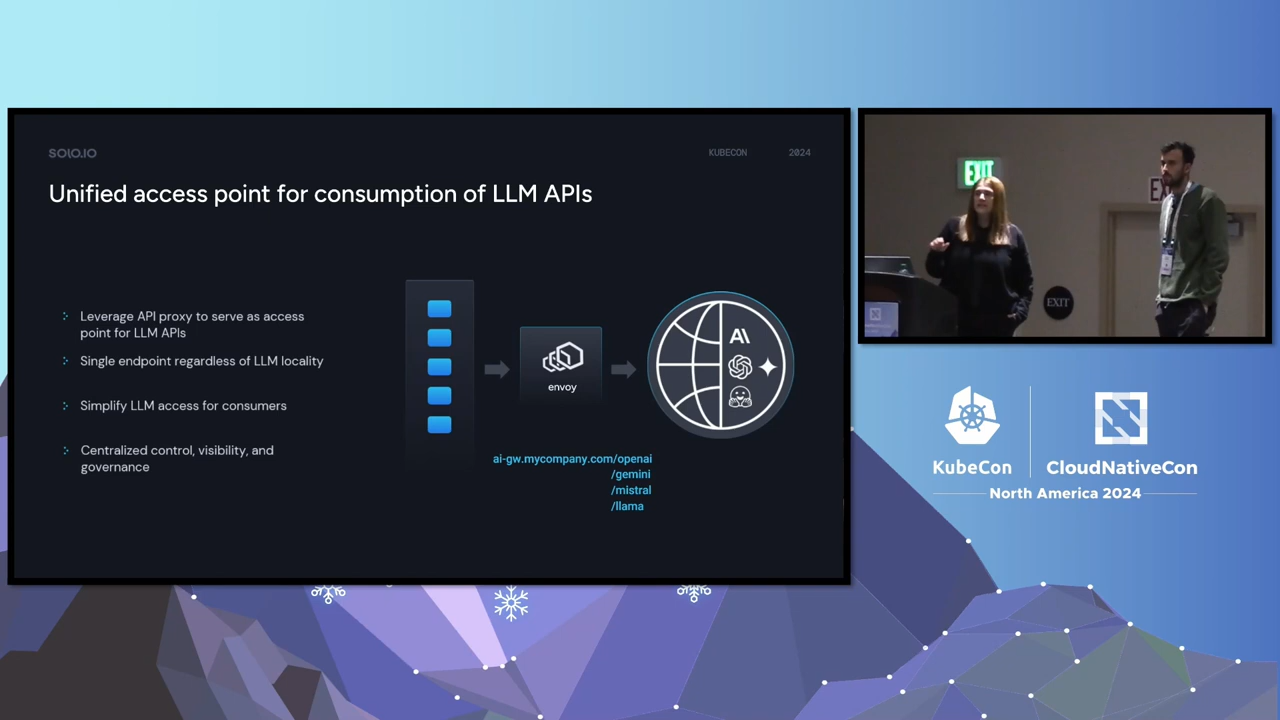 SOLO.IO
KUBECON 2024
Unified access point for consumption of LLM APIs
Leverage API proxy to serve as access
point for LLM APIs
Single endpoint regardless of LLM locality
Simplify LLM access for consumers
Centralized control, visibility, and
governance
envoy
AI
ai-gw.mycompany.com/openai
/gemini
/mistral
/llama
EXIT
EX
EXIT
KubeCon
CloudNativeCon
North America 2024